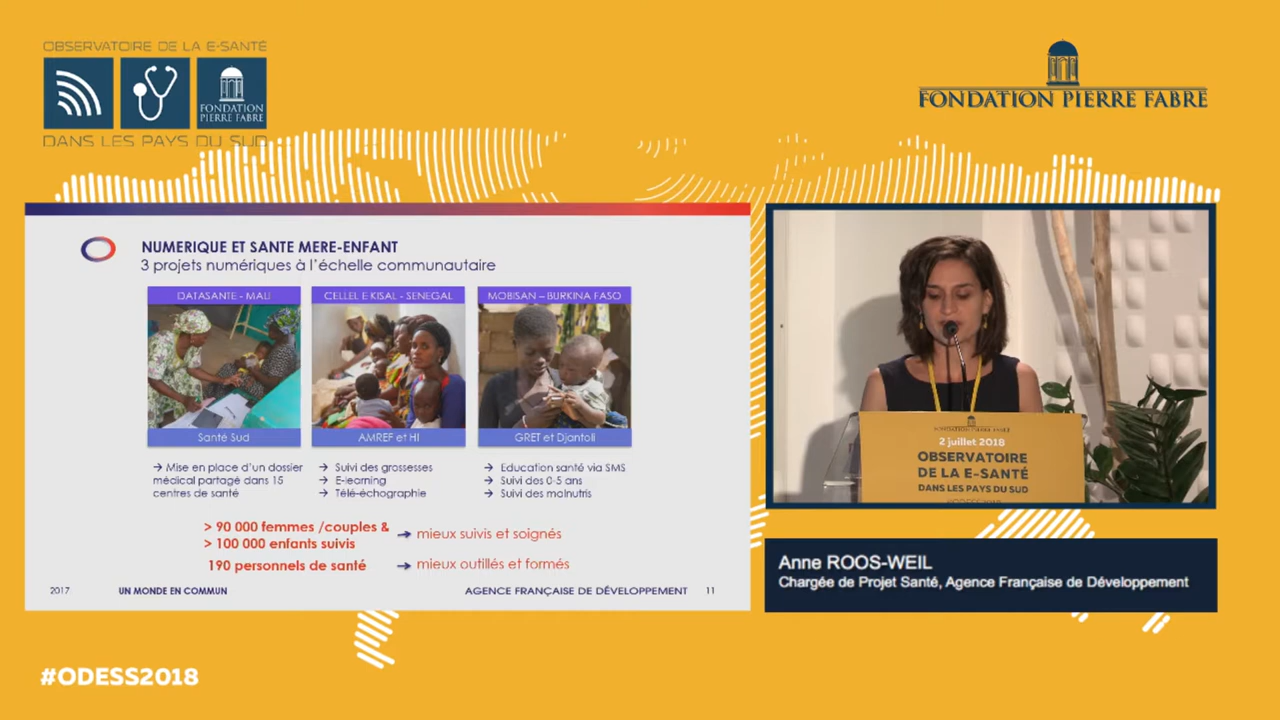 OBSERVATOIRE DE LA E-SANTÉ
FONDATION
PIERRE FABRE
DANS LES PAYS DU SUD
FONDATION PIERRE FABRE
NUMERIQUE ET SANTE MERE-ENFANT
3 projets numériques à l'échelle communautaire
DATASANTE - MALI
CELLEL E KISAL - SENEGAL
MOBISAN – BURKINA FASO
Santé Sud
AMREF et HI
GRET et Djantoli
→ Mise en place d'un dossier
médical partagé dans 15
centres de santé
→ Suivi des grossesses
→ E-learning
→ Télé-échographie
→ Education santé via SMS
→ Suivi des 0-5 ans
→ Suivi des malnutris
> 90 000 femmes /couples &
> 100 000 enfants suivis
→ mieux suivis et soignés
190 personnels de santé
→ mieux outillés et formés
2017
UN MONDE EN COMMUN
AGENCE FRANÇAISE DE DÉVELOPPEMENT
11
FONDATION PIERRE FABRE
2 juillet 2018
OBSERVATOIRE
DE LA E-SANTÉ
DANS LES PAYS DU SUD
#ODESS2018
Anne ROOS-WEIL
Chargée de Projet Santé, Agence Française de Développement
#ODESS2018